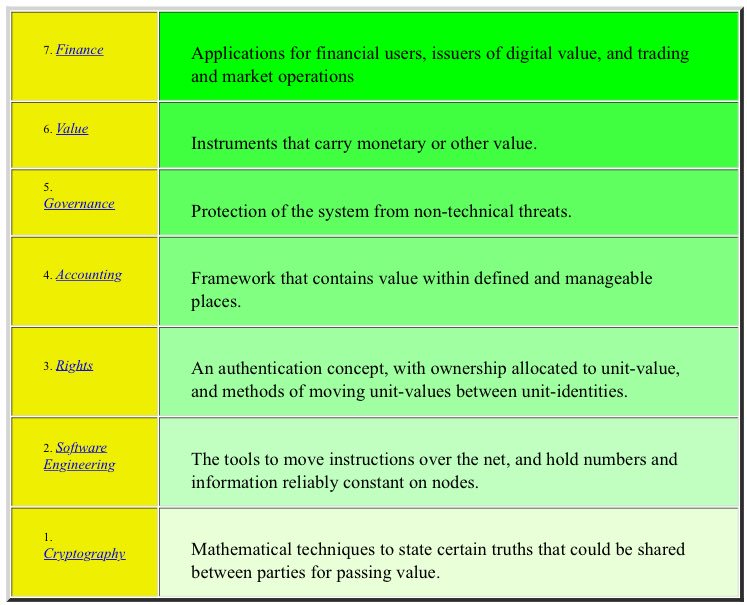 7. Finance
Applications for financial users, issuers of digital value, and trading
and market operations
6. Value
Instruments that carry monetary or other value.
5.
Governance
Protection of the system from non-technical threats.
4. Accounting
Framework that contains value within defined and manageable
places.
3. Rights
An authentication concept, with ownership allocated to unit-value,
and methods of moving unit-values between unit-identities.
2. Software
Engineering
The tools to move instructions over the net, and hold numbers and
information reliably constant on nodes.
1.
Cryptography
Mathematical techniques to state certain truths that could be shared
between parties for passing value.